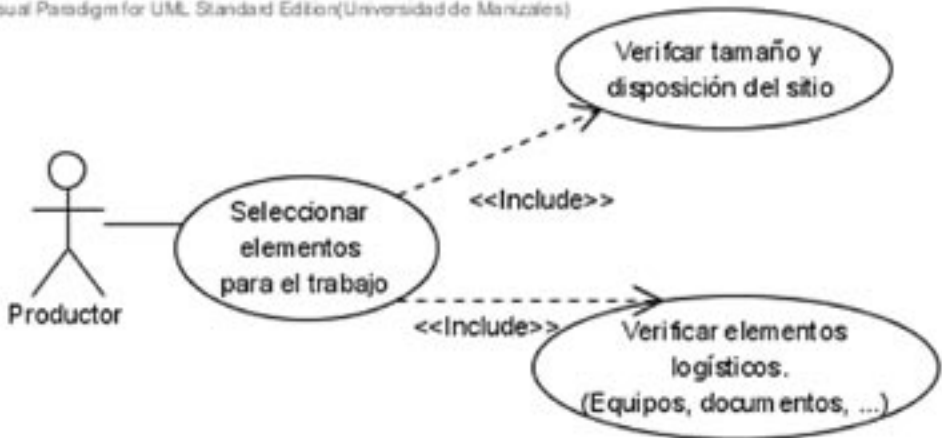 sual Paradigm for UML Standard Edition(Universidad de Manizales)
Verifcar tamaño y
disposición del sitio
<<Include>>
Seleccionar
elementos
para el trabajo
Productor
<<Include>>
Verificar elementos
logísticos.
(Equipos, documentos, ...)